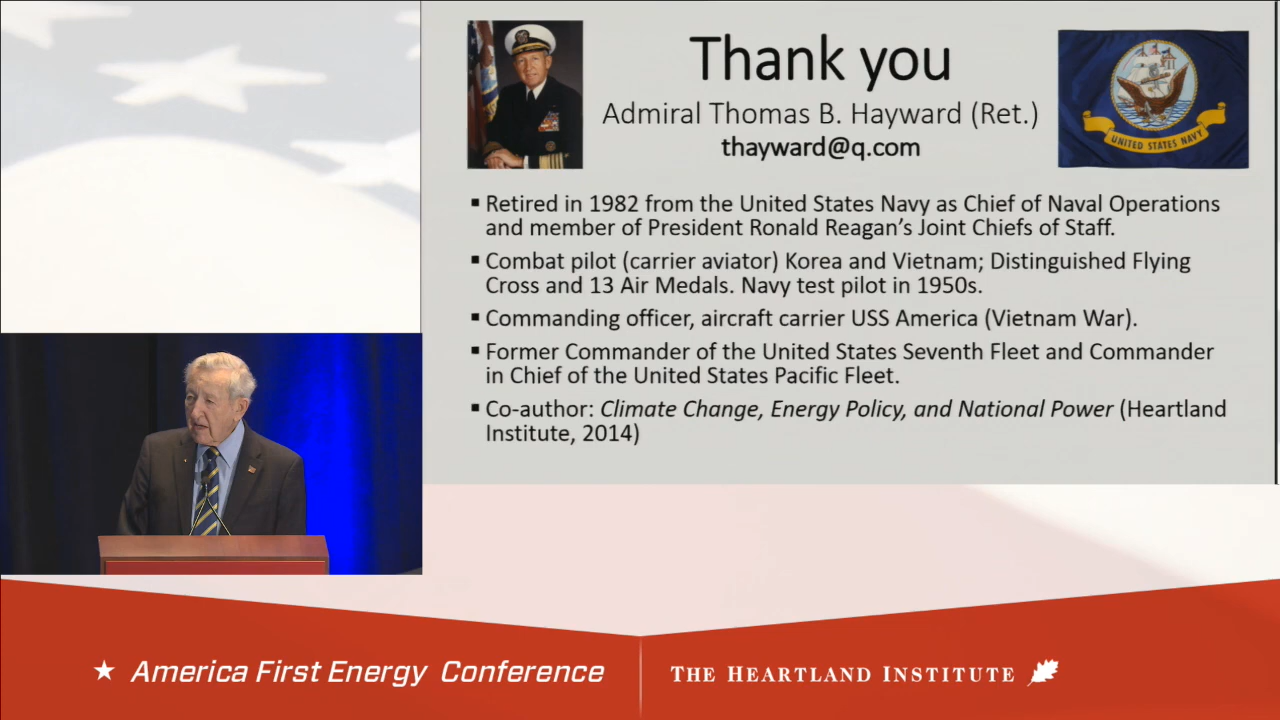 Thank you
Admiral Thomas B. Hayward (Ret.)
thayward@q.com
UNITED STATES NAVY
▪ Retired in 1982 from the United States Navy as Chief of Naval Operations
and member of President Ronald Reagan's Joint Chiefs of Staff.
▪ Combat pilot (carrier aviator) Korea and Vietnam; Distinguished Flying
Cross and 13 Air Medals. Navy test pilot in 1950s.
▪ Commanding officer, aircraft carrier USS America (Vietnam War).
▪ Former Commander of the United States Seventh Fleet and Commander
in Chief of the United States Pacific Fleet.
▪ Co-author: Climate Change, Energy Policy, and National Power (Heartland
Institute, 2014)
America First Energy Conference
THE HEARTLAND INSTITUTE